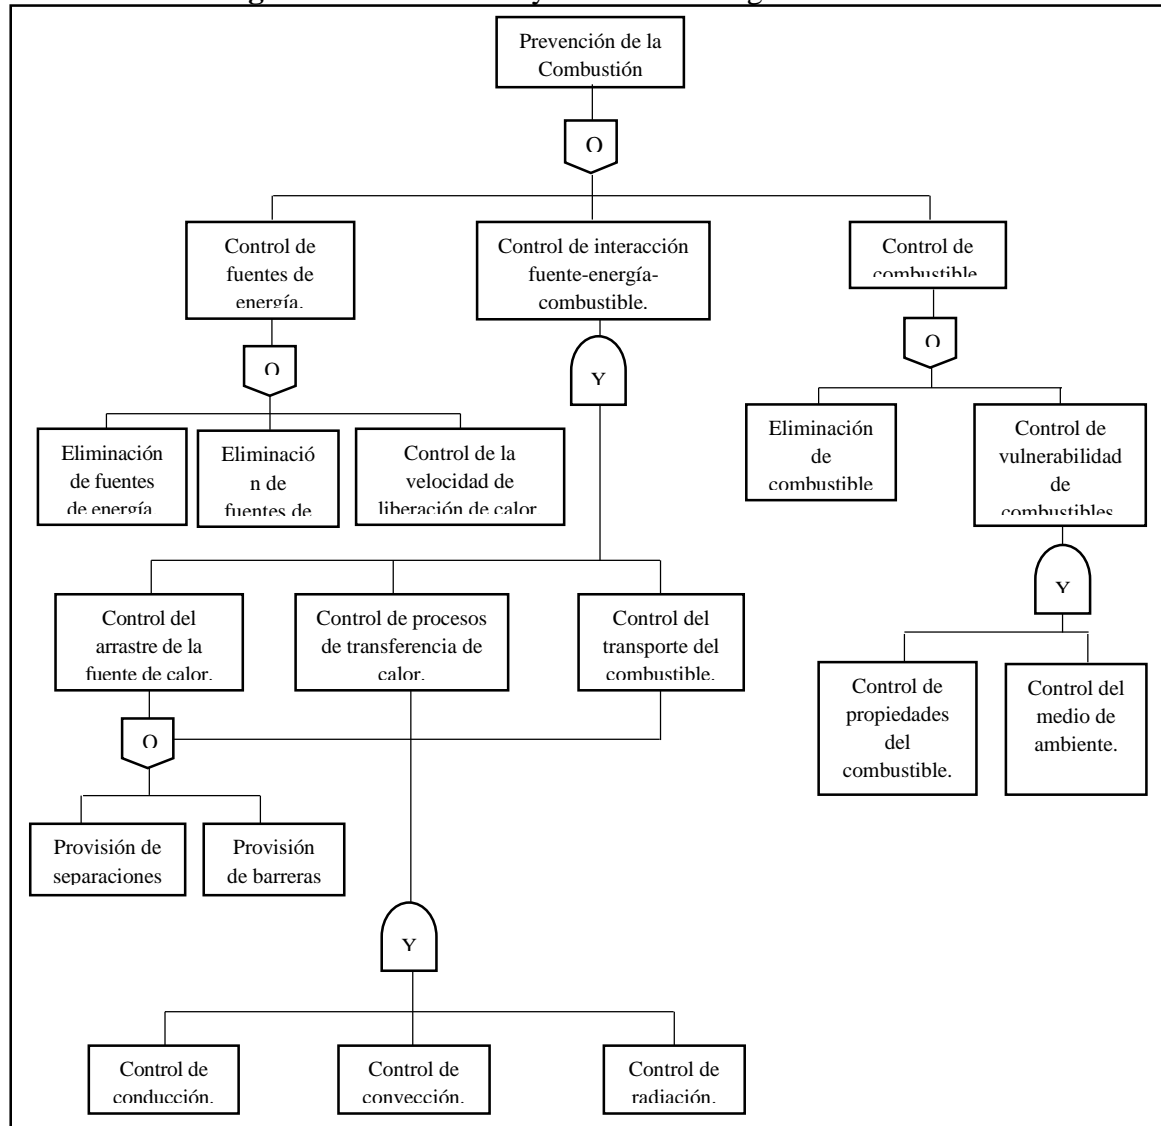 Prevención de la
Combustión
O
Control de
fuentes de
energía.
Control de interacción
fuente-energía-
combustible.
Control de
combustible
O
Y
O
Eliminación
de fuentes
de energía
Eliminació
n de
fuentes de
Control de la
velocidad de
liberación de calor
Eliminación
de
combustible
Control de
vulnerabilidad
de
combustibles
Y
Control del
arrastre de la
fuente de calor.
Control de procesos
de transferencia de
calor.
Control del
transporte del
combustible.
Control de
propiedades
del
combustible.
Control del
medio de
ambiente.
O
Provisión de
separaciones
Provisión
de barreras
Y
Control de
conducción.
Control de
convección.
Control de
radiación.